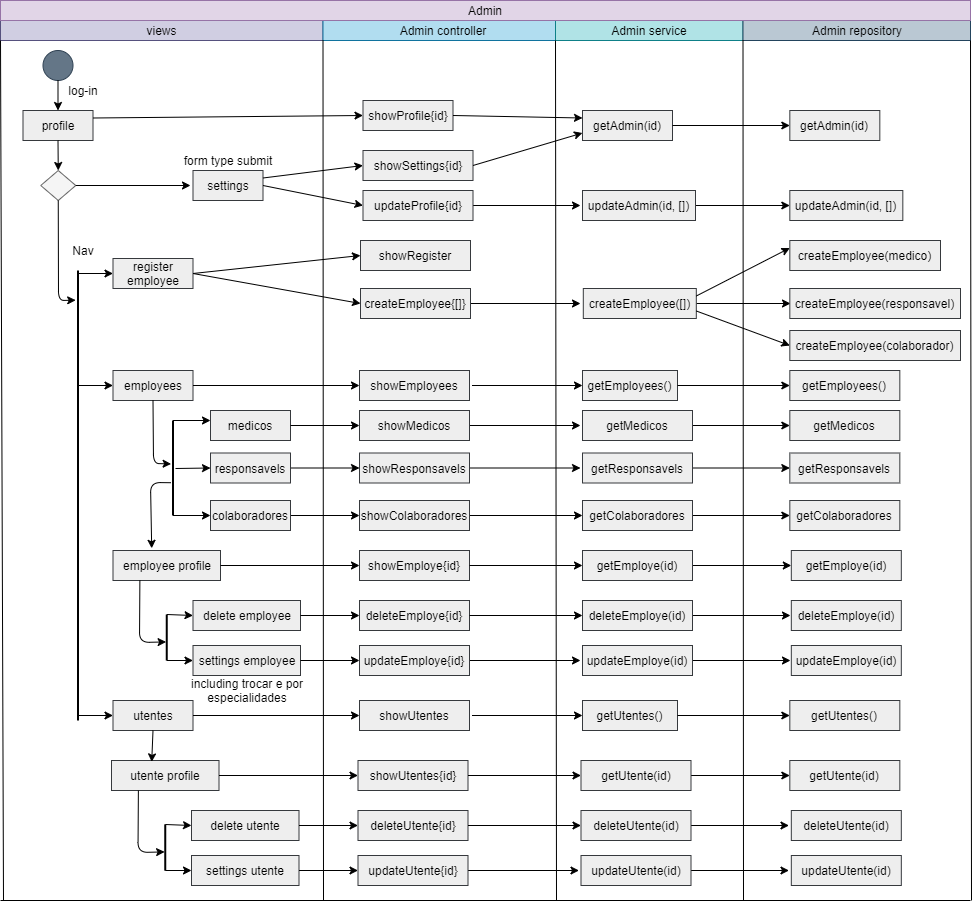 Admin
views
Admin controller
Admin service
Admin repository
log-in
profile
showProfile{id}
getAdmin(id)
getAdmin(id)
form type submit
settings
showSettings{id}
updateProfile{id}
updateAdmin(id, [])
updateAdmin(id, [])
Nav
register
employee
showRegister
createEmployee{[]}
createEmployee([])
createEmployee(medico)
createEmployee(responsavel)
createEmployee(colaborador)
employees
showEmployees
getEmployees()
getEmployees()
medicos
showMedicos
getMedicos
getMedicos
responsavels
showResponsavels
getResponsavels
getResponsavels
colaboradores
showColaboradores
getColaboradores
getColaboradores
employee profile
showEmploye{id}
getEmploye(id)
getEmploye(id)
delete employee
deleteEmploye{id}
deleteEmploye(id)
deleteEmploye(id)
settings employee
updateEmploye{id}
updateEmploye(id)
updateEmploye(id)
including trocar e por
especialidades
utentes
showUtentes
getUtentes()
getUtentes()
utente profile
showUtentes{id}
getUtente(id)
getUtente(id)
delete utente
deleteUtente{id}
deleteUtente(id)
deleteUtente(id)
settings utente
updateUtente{id}
updateUtente(id)
updateUtente(id)